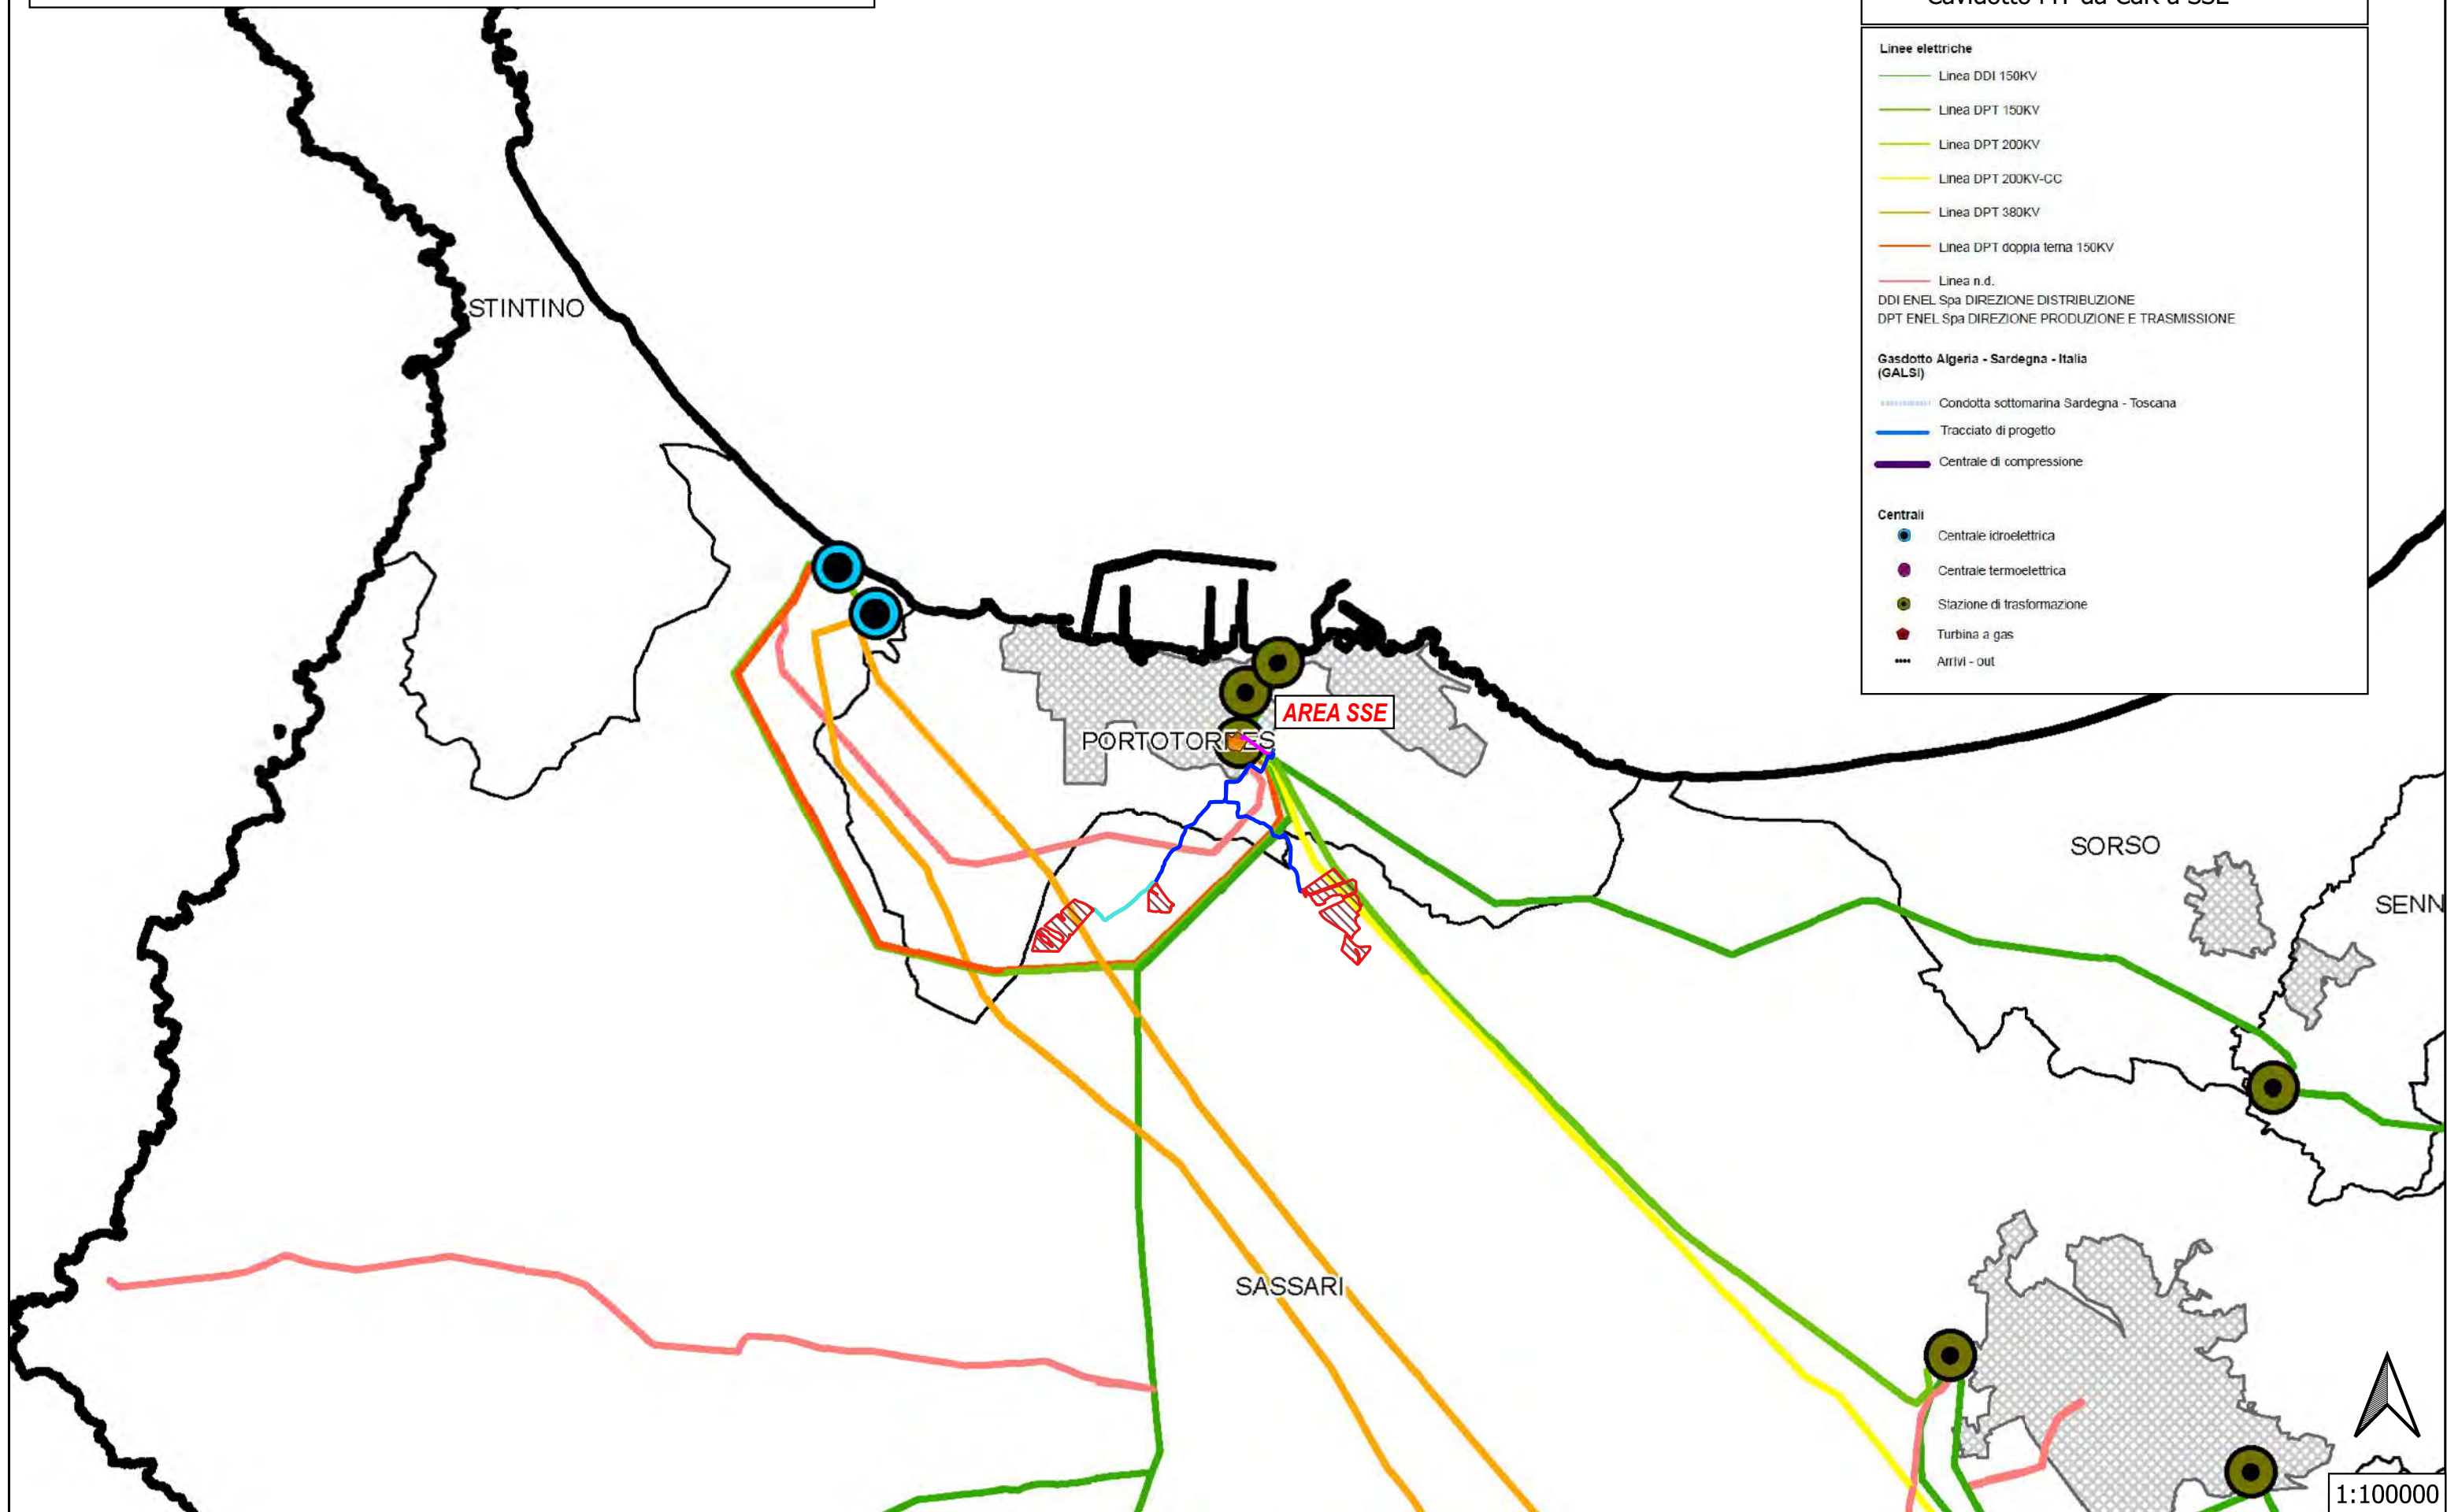 Linee elettriche
Linea DDI 150KV
Linea DPT 150KV
Linea DPT 200KV
Linea DPT 200KV-CC
Linea DPT 380KV
Linea DPT doppia terna 150KV
Linea n.d.
DDI ENEL Spa DIREZIONE DISTRIBUZIONE
DPT ENEL Spa DIREZIONE PRODUZIONE E TRASMISSIONE
Gasdotto Algeria - Sardegna - Italia
(GALSI)
Condotta sottomarina Sardegna - Toscana
Tracciato di progetto
Centrale di compressione
Centrali
Centrale idroelettrica
Centrale termoelettrica
Stazione di trasformazione
Turbina a gas
Arrivi - out
STINTINO
AREA SSE
PORTOTORRES
SORSO
SENN
SASSARI
1:100000